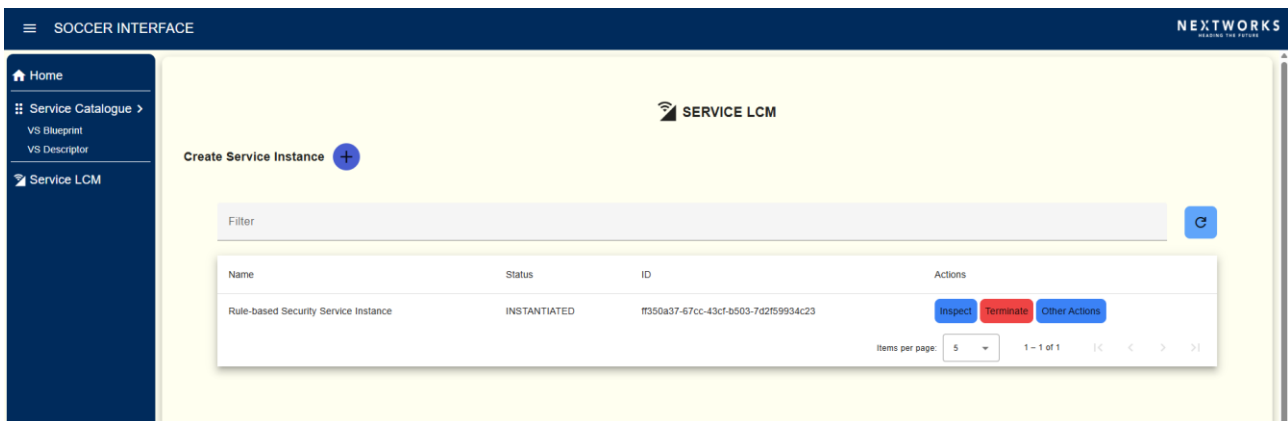 SOCCER INTERFACE
NEXTWORKS
HEADING THE FUTURE
Home
Service Catalogue
VS Blueprint
VS Descriptor
Service LCM
SERVICE LCM
Create Service Instance
Filter
Name Status ID Actions
Rule-based Security Service Instance INSTANTIATED ff350a37-67cc-43cf-b503-7d2f59934c23 Inspect Terminate Other Actions
Items per page: 5 1 – 1 of 1